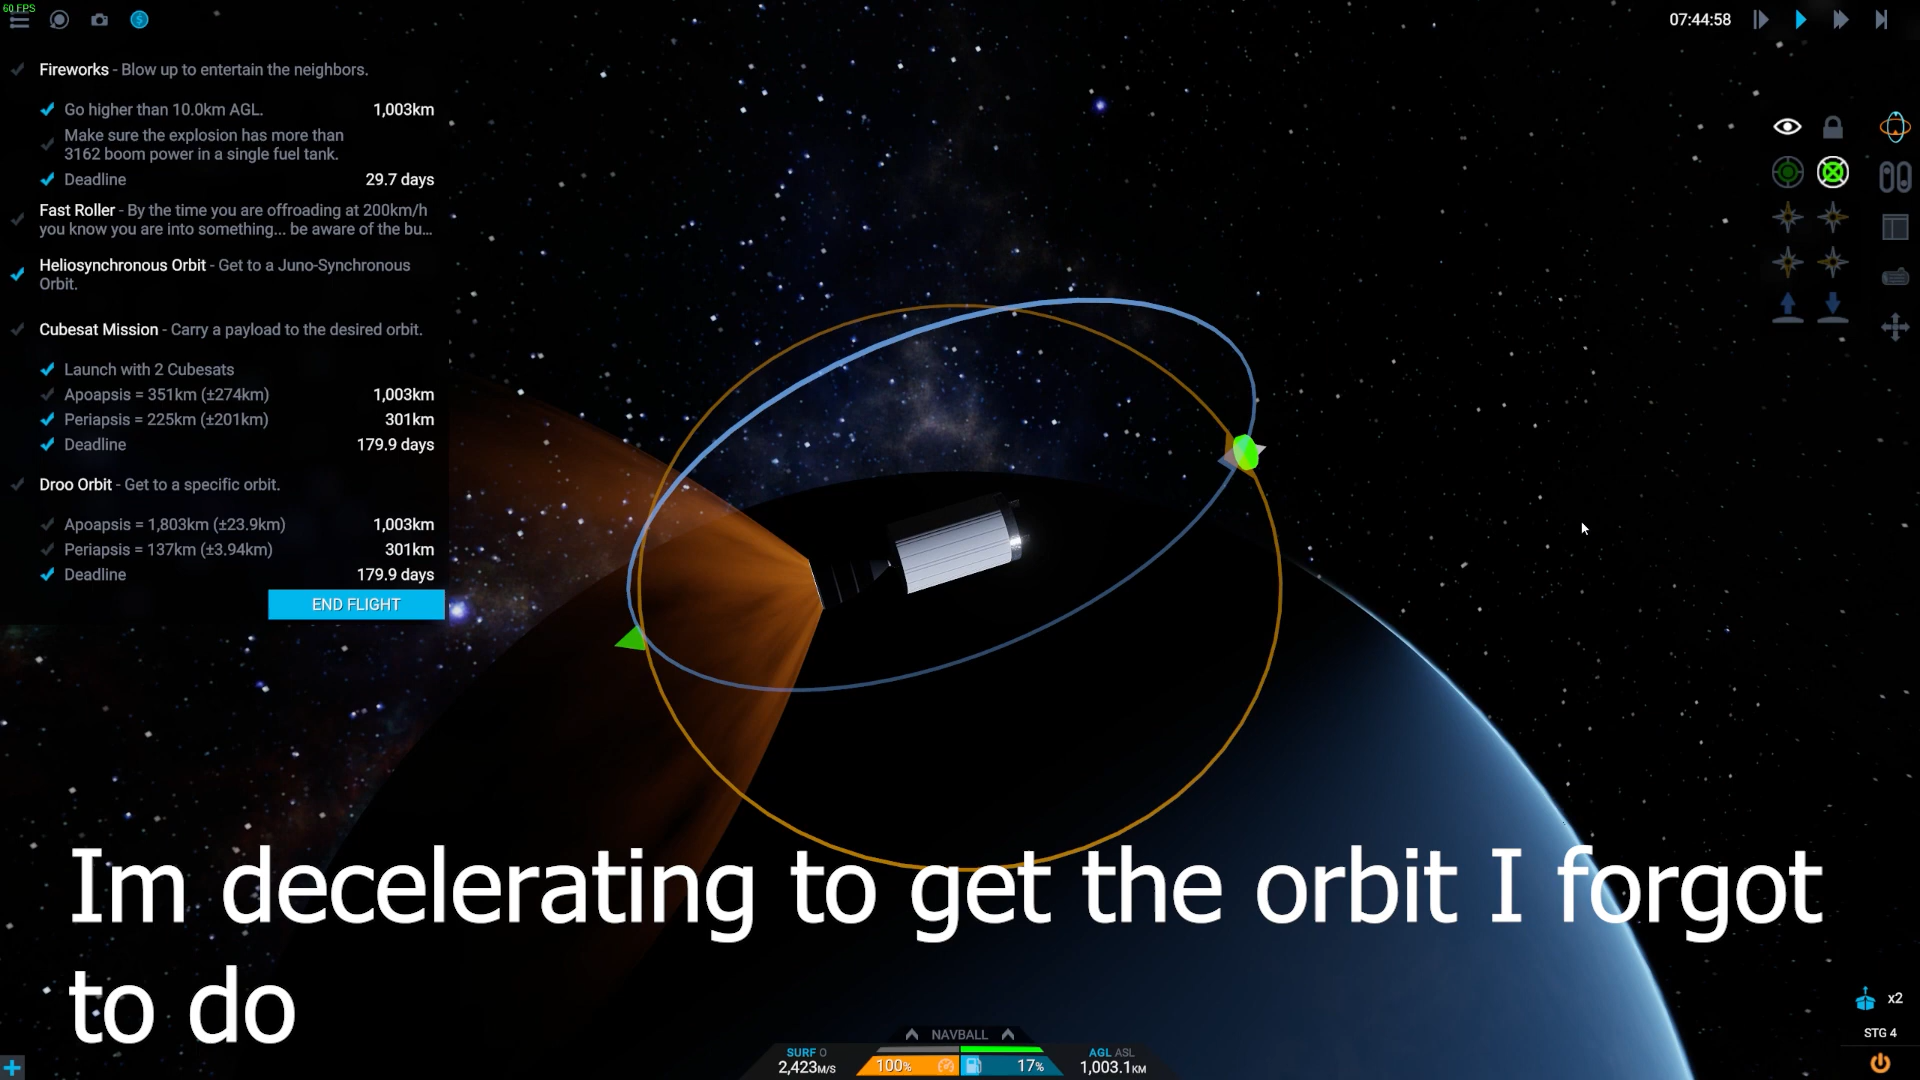 60 FPS
07:44:58
Fireworks - Blow up to entertain the neighbors.
Go higher than 10.0km AGL. 1,003km
Make sure the explosion has more than
3162 boom power in a single fuel tank.
Deadline 29.7 days
Fast Roller - By the time you are offroading at 200km/h
you know you are into something... be aware of the bu...
Heliosynchronous Orbit - Get to a Juno-Synchronous
Orbit.
Cubesat Mission - Carry a payload to the desired orbit.
Launch with 2 Cubesats
Apoapsis = 351km (±274km) 1,003km
Periapsis = 225km (±201km) 301km
Deadline 179.9 days
Droo Orbit - Get to a specific orbit.
Apoapsis = 1,803km (±23.9km) 1,003km
Periapsis = 137km (±3.94km) 301km
Deadline 179.9 days
END FLIGHT
Im decelerating to get the orbit I forgot
to do
x2
STG 4
NAVBALL
SURF O
2,423M/S
100%
17%
AGL ASL
1,003.1KM